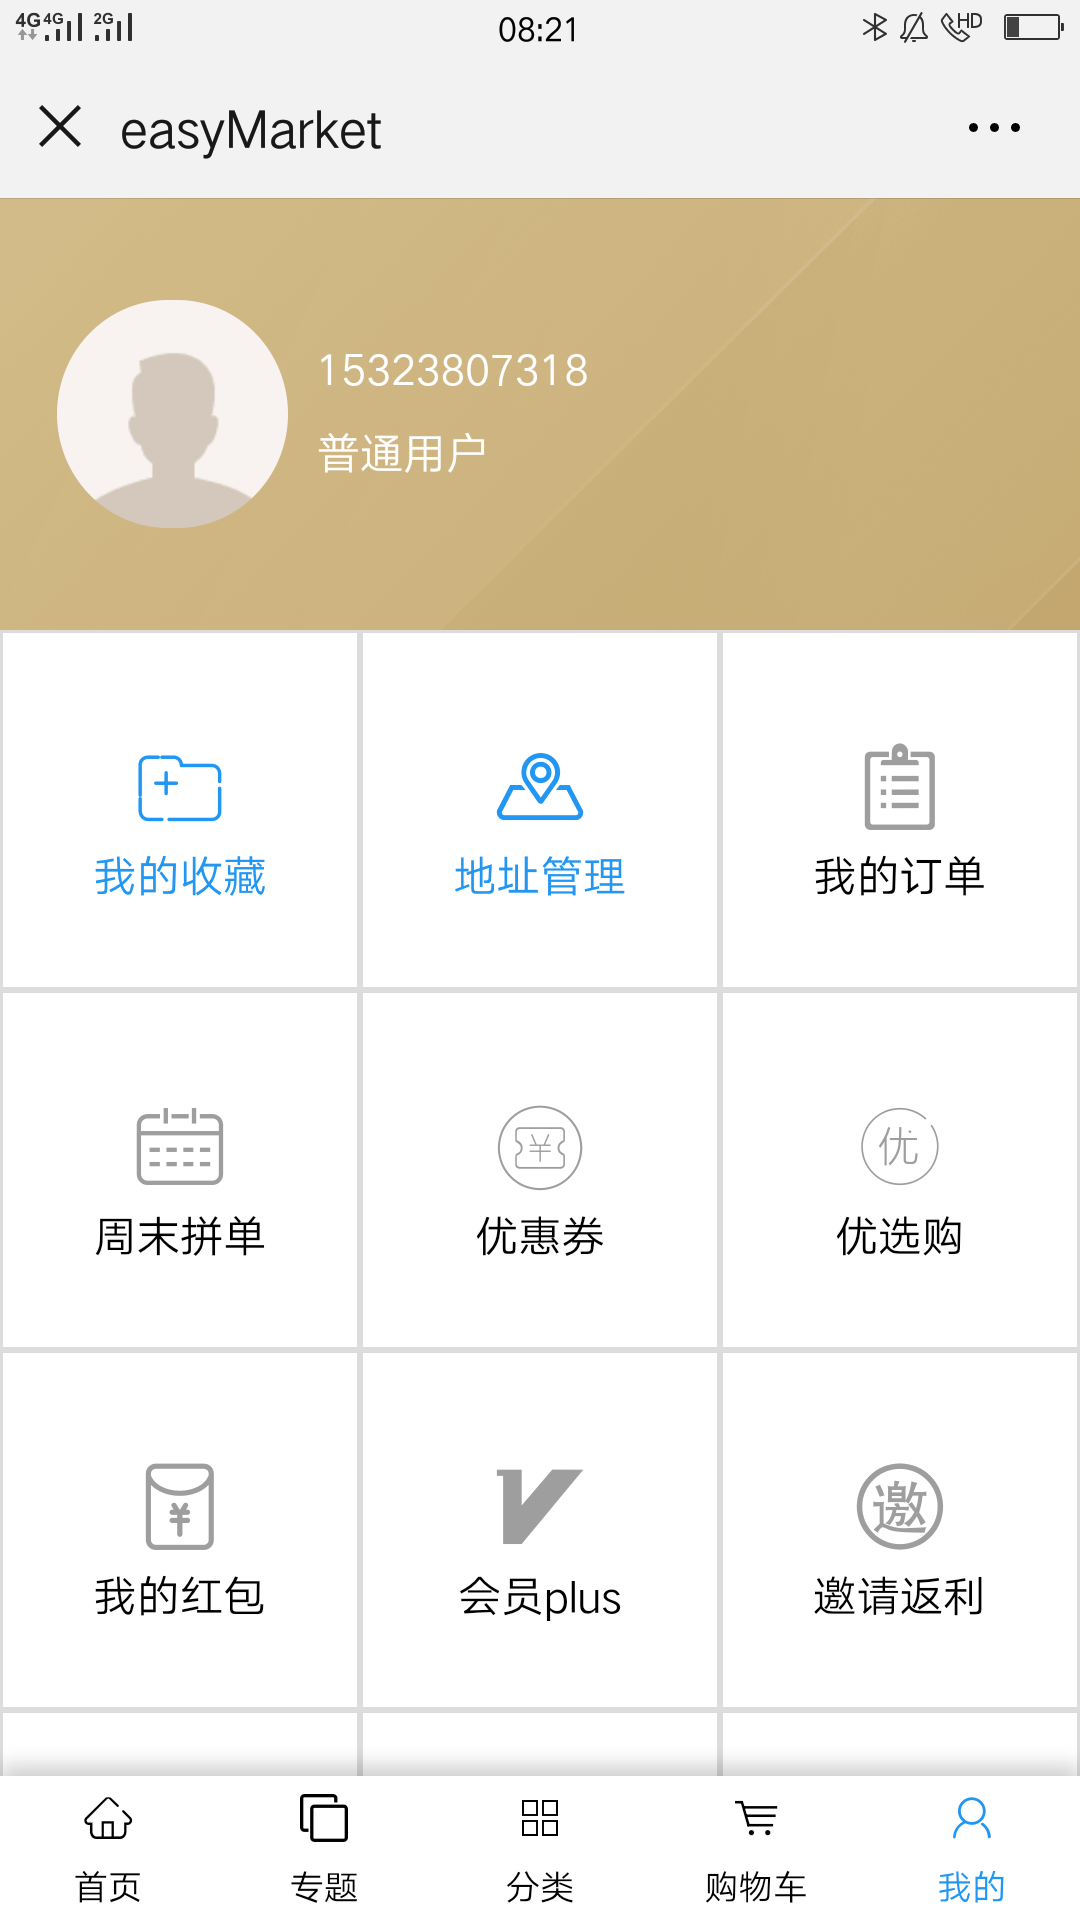 4G 4G 2G 08:21 HD
easyMarket
15323807318
普通用户
我的收藏 地址管理 我的订单
优
周末拼单 优惠券 优选购
邀
我的红包 会员plus 邀请返利
首页 专题 分类 购物车 我的